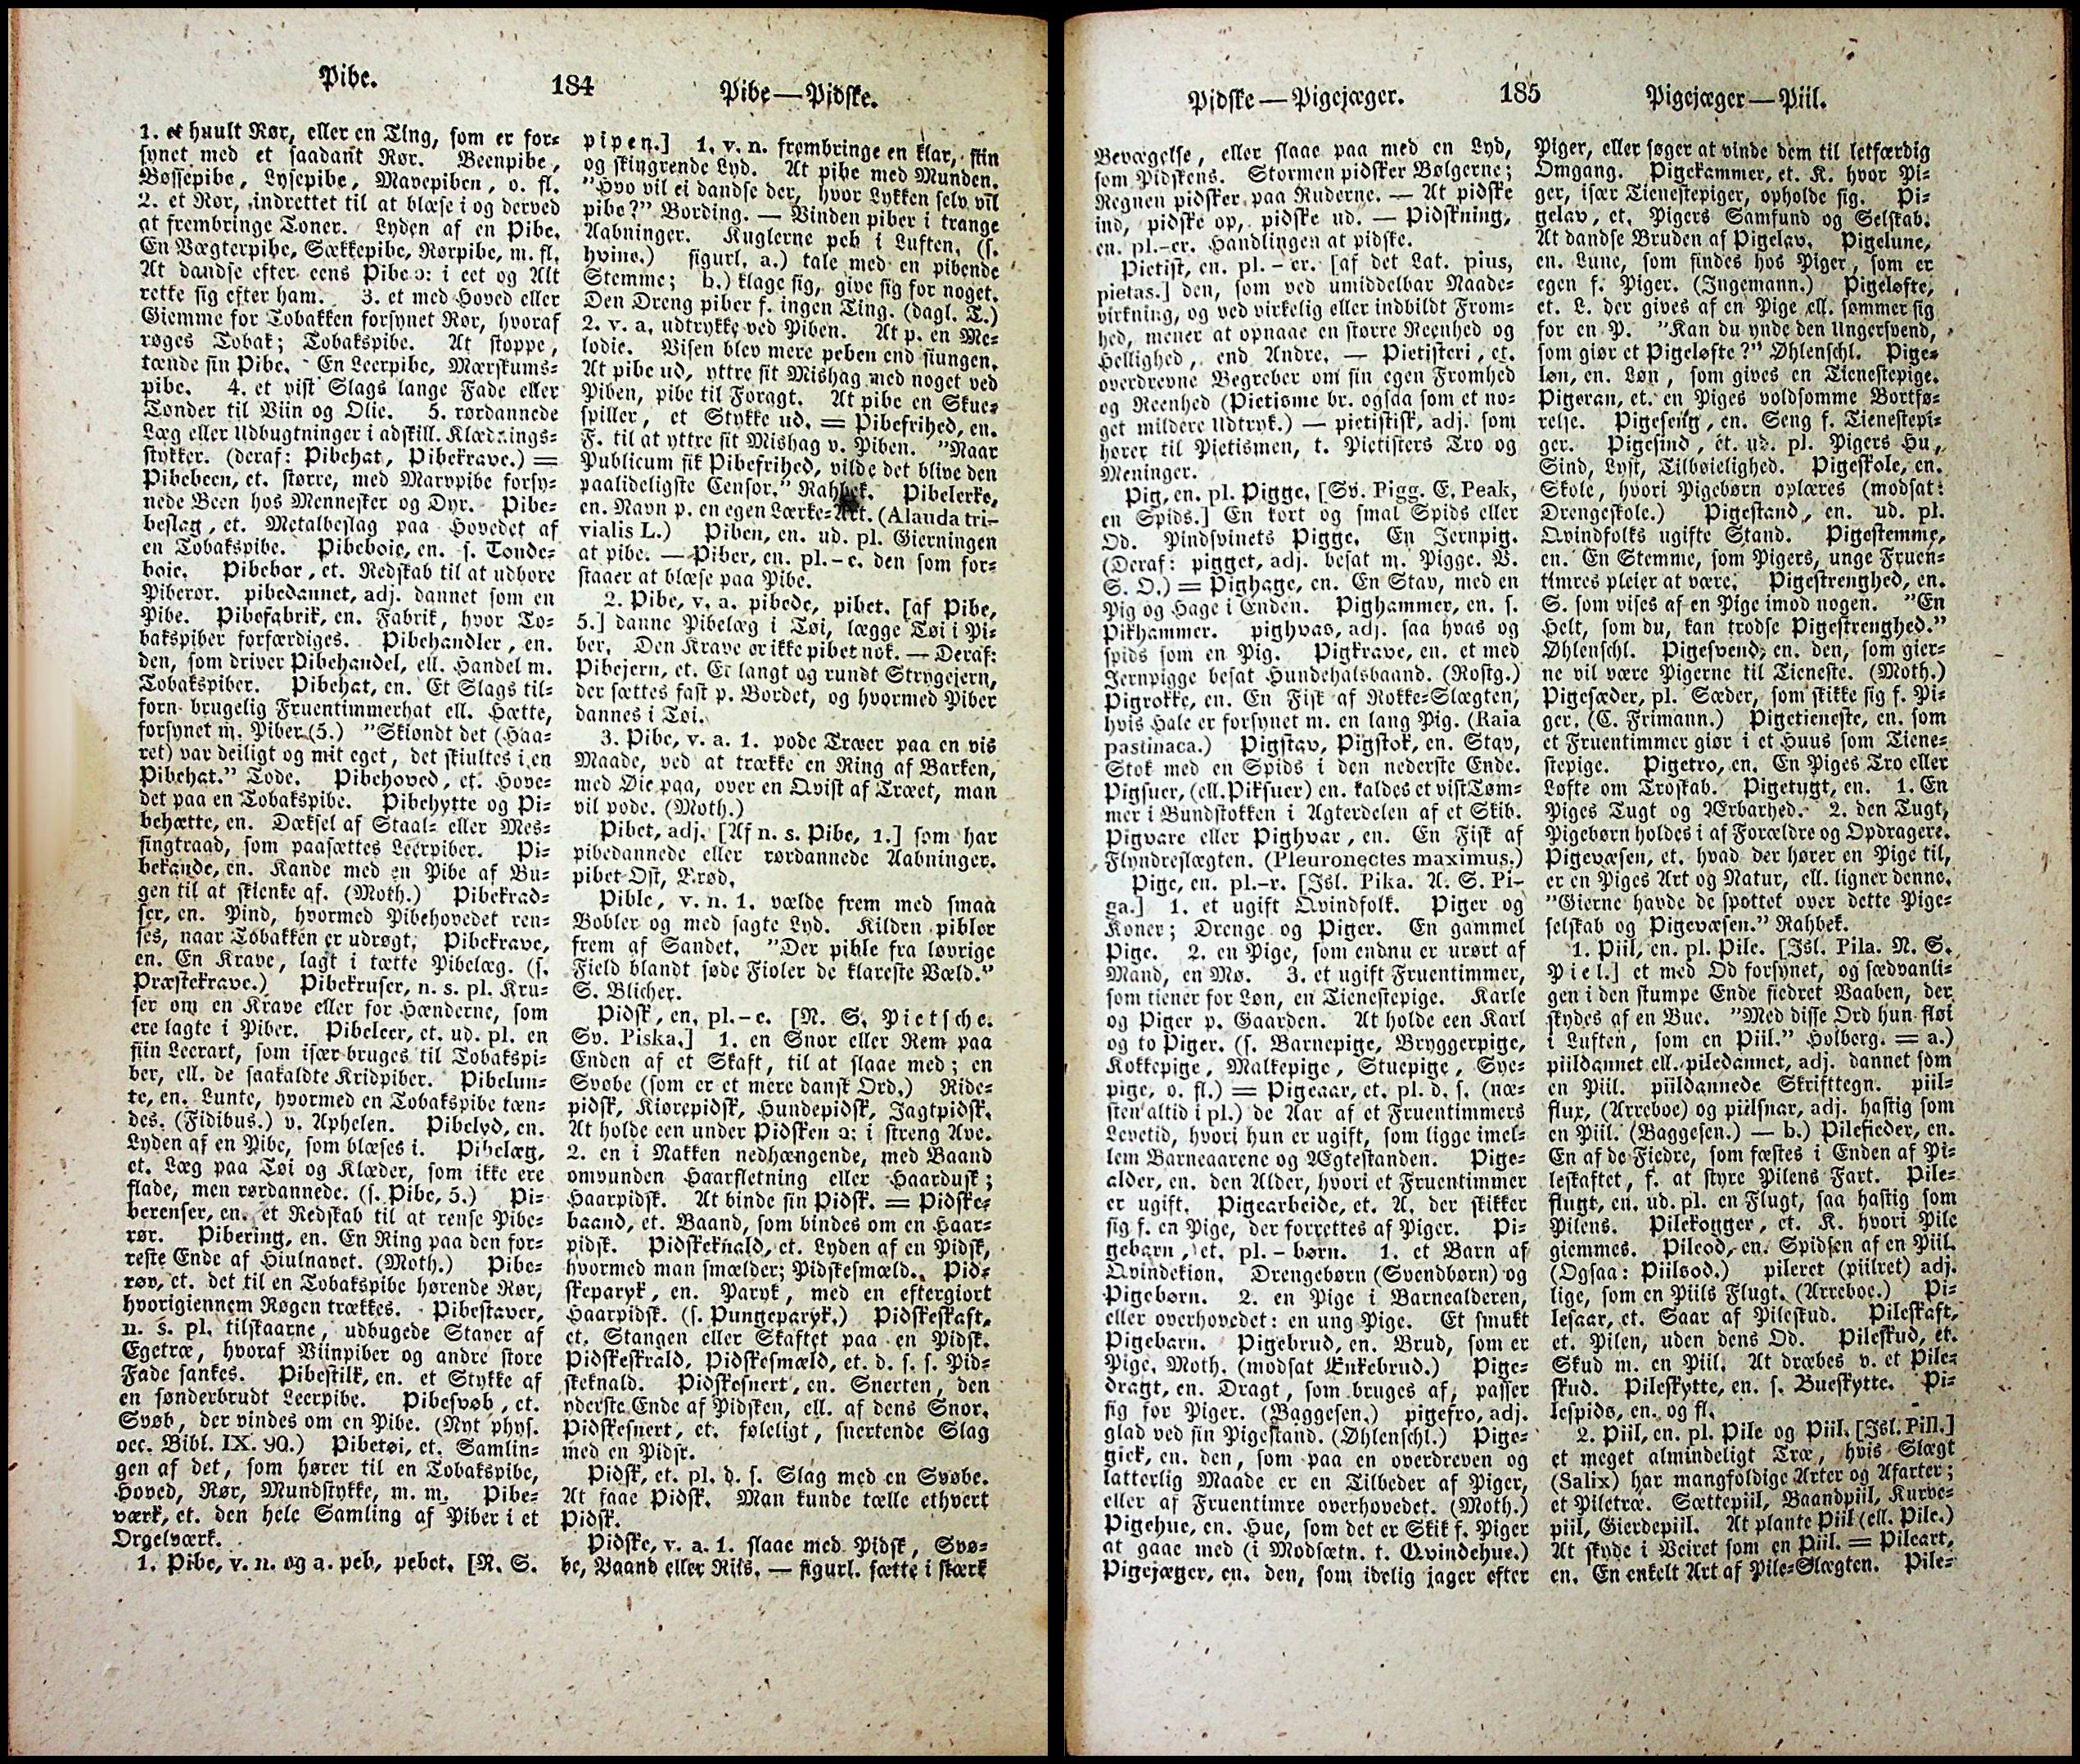 Pibe. 184 Pibe—Pidske.
1. et huult Rør, eller en Ting, som er for-
synet med et saadant Rør. Beenpibe,
Bøssepibe, Lysepibe, Mavepiben, o. fl.
2. et Rør, indrettet til at blæse i og derved
at frembringe Toner. Lyden af en Pibe.
En Vægterpibe, Sækkepibe, Rørpibe, m. fl.
At dandse efter eens Pibe ɔ: i eet og Alt
rette sig efter ham. 3. et med Hoved eller
Giemme for Tobakken forsynet Rør, hvoraf
røges Tobak; Tobakspibe. At stoppe,
tænde sin Pibe. En Leerpibe, Mærskums-
pibe. 4. et vist Slags lange Fade eller
Tønder til Viin og Olie. 5. rørdannede
Læg eller Udbugtninger i adskill. Klædnings-
stykker. (deraf: Pibehat, Pibekrave.) =
Pibebeen, et. større, med Marvpibe forsy-
nede Been hos Mennesker og Dyr. Pibe-
beslag, et. Metalbeslag paa Hovedet af
en Tobakspibe. Pibeboie, en. s. Tonde-
boie. Pibebor, et. Redskab til at udbore
Piberør. pibedannet, adj. dannet som en
Pibe. Pibefabrik, en. Fabrik, hvor To-
bakspiber forfærdiges. Pibehandler, en.
den, som driver Pibehandel, ell. Handel m.
Tobakspiber. Pibehat, en. Et Slags til-
forn brugelig Fruentimmerhat ell. Hætte,
forsynet m. Piber (5.) "Skiøndt det (Haa-
ret) var deiligt og mit eget, det skiultes i en
Pibehat." Tode. Pibehoved, et. Hove-
det paa en Tobakspibe. Pibehytte og Pi-
behætte, en. Dæksel af Staal- eller Mes-
singtraad, som paasættes Leerpiber. Pi-
bekande, en. Kande med en Pibe af Bu-
gen til at skienke af. (Moth.) Pibekrad-
ser, en. Pind, hvormed Pibehovedet ren-
ses, naar Tobakken er udrøgt. Pibekrave,
en. En Krave, lagt i tætte Pibelæg. (s.
Præstekrave.) Pibekruser, n. s. pl. Kru-
ser om en Krave eller for Hænderne, som
ere lagte i Piber. Pibeleer, et. ud. pl. en
fiin Leerart, som især bruges til Tobakspi-
ber, ell. de saakaldte Kridpiber. Pibelun-
te, en. Lunte, hvormed en Tobakspibe tæn-
des. (Fidibus.) v. Aphelen. Pibelyd, en.
Lyden af en Pibe, som blæses i. Pibelæg,
et. Læg paa Tøi og Klæder, som ikke ere
flade, men rørdannede. (s. Pibe, 5.) Pi-
berenser, en. et Redskab til at rense Pibe-
rør. Pibering, en. En Ring paa den for-
reste Ende af Hiulnavet. (Moth.) Pibe-
rør, et. det til en Tobakspibe hørende Rør,
hvorigiennem Røgen trækkes. Pibestaver,
n. s. pl. tilskaarne, udbugede Staver af
Egetræ, hvoraf Viinpiber og andre store
Fade sankes. Pibestilk, en. et Stykke af
en sønderbrudt Leerpibe. Pibesvøb, et.
Svøb, der vindes om en Pibe. (Nyt phys.
oec. Bibl. IX. 90.) Pibetøi, et. Samlin-
gen af det, som hører til en Tobakspibe,
Hoved, Rør, Mundstykke, m. m. Pibe-
værk, et. den hele Samling af Piber i et
Orgelværk.
1. Pibe, v. n. og a. peb, pebet. [N. S.
pipen.] 1. v. n. frembringe en klar, fiin
og skingrende Lyd. At pibe med Munden.
"Hvo vil ei dandse der, hvor Lykken selv vil
pibe?" Bording. — Vinden piber i trange
Aabninger. Kuglerne peb i Luften. (s.
hvine.) figurl. a.) tale med en pibende
Stemme; b.) klage sig, give sig for noget.
Den Dreng piber f. ingen Ting. (dagl. T.)
2. v. a. udtrykke ved Piben. At p. en Me-
lodie. Visen blev mere peben end siungen.
At pibe ud, yttre sit Mishag med noget ved
Piben, pibe til Foragt. At pibe en Skue-
spiller, et Stykke ud. = Pibefrihed, en.
F. til at yttre sit Mishag v. Piben. "Naar
Publicum fik Pibefrihed, vilde det blive den
paalideligste Censor." Rahbek. Pibelerke,
en. Navn p. en egen Lærke-Art. (Alauda tri-
vialis L.) Piben, en. ud. pl. Gierningen
at pibe. — Piber, en. pl.-e. den som for-
staaer at blæse paa Pibe.
2. Pibe, v. a. pibede, pibet. [af Pibe,
5.] danne Pibelæg i Tøi, lægge Tøi i Pi-
ber. Den Krave er ikke pibet nok. — Deraf:
Pibejern, et. Et langt og rundt Strygejern,
der sættes fast p. Bordet, og hvormed Piber
dannes i Tøi.
3. Pibe, v. a. 1. pode Træer paa en vis
Maade, ved at trække en Ring af Barken,
med Øie paa, over en Qvist af Træet, man
vil pode. (Moth.)
Pibet, adj. [Af n. s. Pibe, 1.] som har
pibedannede eller rørdannede Aabninger.
pibet Ost, Brød.
Pible, v. n. 1. vælde frem med smaa
Bobler og med sagte Lyd. Kilden pibler
frem af Sandet. "Der pible fra løvrige
Field blandt søde Fioler de klareste Væld."
S. Blicher.
Pidsk, en. pl.-e. [N. S. Pietsche.
Sv. Piska.] 1. en Snor eller Rem paa
Enden af et Skaft, til at slaae med; en
Svøbe (som er et mere dansk Ord.) Ride-
pidsk, Kiørepidsk, Hundepidsk, Jagtpidsk.
At holde een under Pidsken ɔ: i streng Ave.
2. en i Nakken nedhængende, med Baand
omvunden Haarfletning eller Haardusk;
Haarpidsk. At binde sin Pidsk. = Pidske-
baand, et. Baand, som bindes om en Haar-
pidsk. Pidskeknald, et. Lyden af en Pidsk,
hvormed man smælder; Pidskesmæld. Pid-
skeparyk, en. Paryk, med en eftergiort
Haarpidsk. (s. Pungeparyk.) Pidskeskaft,
et. Stangen eller Skaftet paa en Pidsk.
Pidskeskrald, Pidskesmæld, et. d. s. s. Pid-
skeknald. Pidskesnert, en. Snerten, den
yderste Ende af Pidsken, ell. af dens Snor.
Pidskesnert, et. føleligt, snertende Slag
med en Pidsk.
Pidsk, et. pl. d. s. Slag med en Svøbe.
At faae Pidsk. Man kunde tælle ethvert
Pidsk.
Pidske, v. a. 1. slaae med Pidsk, Svø-
be, Baand eller Riis. — figurl. sætte i stærk
Pidske—Pigejæger. 185 Pigejæger—Piil.
Bevægelse, eller slaae paa med en Lyd,
som Pidskens. Stormen pidsker Bølgerne;
Regnen pidsker paa Ruderne. — At pidske
ind, pidske op, pidske ud. — Pidskning,
en. pl.-er. Handlingen at pidske.
Pietist, en. pl.-er. [af det Lat. pius,
pietas.] den, som ved umiddelbar Naade-
virkning, og ved virkelig eller indbildt From-
hed, mener at opnaae en større Reenhed og
Hellighed, end Andre. — Pietisteri, et.
overdrevne Begreber om sin egen Fromhed
og Reenhed (Pietisme br. ogsaa som et no-
get mildere Udtryk.) — pietistisk, adj. som
hører til Pietismen, t. Pietisters Tro og
Meninger.
Pig, en. pl. Pigge. [Sv. Pigg. E. Peak,
en Spids.] En kort og smal Spids eller
Od. Pindsvinets Pigge. En Jernpig.
(Deraf: pigget, adj. besat m. Pigge. V.
S. O.) = Pighage, en. En Stav, med en
Pig og Hage i Enden. Pighammer, en. s.
Pikhammer. pighvas, adj. saa hvas og
spids som en Pig. Pigkrave, en. et med
Jernpigge besat Hundehalsbaand. (Rostg.)
Pigrokke, en. En Fisk af Rokke-Slægten,
hvis Hale er forsynet m. en lang Pig. (Raia
pastinaca.) Pigstav, Pigstok, en. Stav,
Stok med en Spids i den nederste Ende.
Pigsuer, (ell. Piksuer) en. kaldes et vist Tøm-
mer i Bundstokken i Agterdelen af et Skib.
Pigvare eller Pighvar, en. En Fisk af
Flyndreslægten. (Pleuronectes maximus.)
Pige, en. pl.-r. [Isl. Pika. A. S. Pi-
ga.] 1. et ugift Qvindfolk. Piger og
Koner; Drenge og Piger. En gammel
Pige. 2. en Pige, som endnu er urørt af
Mand, en Mø. 3. et ugift Fruentimmer,
som tiener for Løn, en Tienestepige. Karle
og Piger p. Gaarden. At holde een Karl
og to Piger. (s. Barnepige, Bryggerpige,
Kokkepige, Malkepige, Stuepige, Sye-
pige, o. fl.) = Pigeaar, et. pl. d. s. (næ-
sten altid i pl.) de Aar af et Fruentimmers
Levetid, hvori hun er ugift, som ligge imel-
lem Barneaarene og Ægtestanden. Pige-
alder, en. den Alder, hvori et Fruentimmer
er ugift. Pigearbeide, et. A. der skikker
sig f. en Pige, der forrettes af Piger. Pi-
gebarn, et. pl.-børn. 1. et Barn af
Qvindekiøn. Drengebørn (Svendbørn) og
Pigebørn. 2. en Pige i Barnealderen,
eller overhovedet: en ung Pige. Et smukt
Pigebarn. Pigebrud, en. Brud, som er
Pige. Moth. (modsat Enkebrud.) Pige-
dragt, en. Dragt, som bruges af, passer
sig for Piger. (Baggesen.) pigefro, adj.
glad ved sin Pigestand. (Øhlenschl.) Pige-
giek, en. den, som paa en overdreven og
latterlig Maade er en Tilbeder af Piger,
eller af Fruentimre overhovedet. (Moth.)
Pigehue, en. Hue, som det er Skik f. Piger
at gaae med (i Modsætn. t. Qvindehue.)
Pigejæger, en. den, som idelig jager efter
Piger, eller søger at vinde dem til letfærdig
Omgang. Pigekammer, et. K. hvor Pi-
ger, især Tienestepiger, opholde sig. Pi-
gelav, et. Pigers Samfund og Selskab.
At dandse Bruden af Pigelav. Pigelune,
en. Lune, som findes hos Piger, som er
egen f. Piger. (Ingemann.) Pigeløfte,
et. L. der gives af en Pige ell. sømmer sig
for en P. "Kan du ynde den Ungersvend,
som giør et Pigeløfte?" Øhlenschl. Pige-
løn, en. Løn, som gives en Tienestepige.
Pigeran, et. en Piges voldsomme Bortfø-
relse. Pigeseng, en. Seng f. Tienestepi-
ger. Pigesind, et. ud. pl. Pigers Hu,
Sind, Lyst, Tilbøielighed. Pigeskole, en.
Skole, hvori Pigebørn oplæres (modsat:
Drengeskole.) Pigestand, en. ud. pl.
Qvindfolks ugifte Stand. Pigestemme,
en. En Stemme, som Pigers, unge Fruen-
timres pleier at være. Pigestrenghed, en.
S. som vises af en Pige imod nogen. "En
Helt, som du, kan trodse Pigestrenghed."
Øhlenschl. Pigesvend, en. den, som gier-
ne vil være Pigerne til Tieneste. (Moth.)
Pigesæder, pl. Sæder, som skikke sig f. Pi-
ger. (C. Frimann.) Pigetieneste, en. som
et Fruentimmer giør i et Huus som Tiene-
stepige. Pigetro, en. En Piges Tro eller
Løfte om Troskab. Pigetugt, en. 1. En
Piges Tugt og Ærbarhed. 2. den Tugt,
Pigebørn holdes i af Forældre og Opdragere.
Pigevæsen, et. hvad der hører en Pige til,
er en Piges Art og Natur, ell. ligner denne.
"Gierne havde de spottet over dette Pige-
selskab og Pigevæsen." Rahbek.
1. Piil, en. pl. Pile. [Isl. Pila. N. S.
Piel.] et med Od forsynet, og sædvanli-
gen i den stumpe Ende fiedret Vaaben, der
skydes af en Bue. "Med disse Ord hun fløi
i Luften, som en Piil." Holberg. = a.)
piildannet ell. piledannet, adj. dannet som
en Piil. piildannede Skrifttegn. piil-
flux, (Arreboe) og piilsnar, adj. hastig som
en Piil. (Baggesen.) — b.) Pilefieder, en.
En af de Fiedre, som fæstes i Enden af Pi-
leskaftet, f. at styre Pilens Fart. Pile-
flugt, en. ud. pl. en Flugt, saa hastig som
Pilens. Pilekogger, et. K. hvori Pile
giemmes. Pileod, en. Spidsen af en Piil.
(Ogsaa: Piilsod.) pileret (piilret) adj.
lige, som en Piils Flugt. (Arreboe.) Pi-
lesaar, et. Saar af Pileskud. Pileskaft,
et. Pilen, uden dens Od. Pileskud, et.
Skud m. en Piil. At dræbes v. et Pile-
skud. Pileskytte, en. s. Bueskytte. Pi-
lespids, en. og fl.
2. Piil, en. pl. Pile og Piil. [Isl. Pill.]
et meget almindeligt Træ, hvis Slægt
(Salix) har mangfoldige Arter og Afarter;
et Piletræ. Sættepiil, Baandpiil, Kurve-
piil, Gierdepiil. At plante Piil (ell. Pile.)
At skyde i Veiret som en Piil. = Pileart,
en. En enkelt Art af Pile-Slægten. Pile-